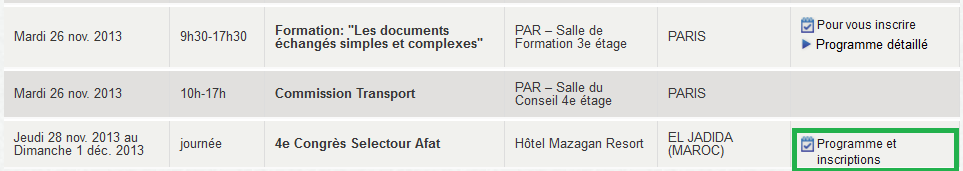 Mardi 26 nov. 2013 9h30-17h30 Formation: "Les documents échangés simples et complexes" PAR – Salle de Formation 3e étage PARIS Pour vous inscrire
Programme détaillé
Mardi 26 nov. 2013 10h-17h Commission Transport PAR – Salle du Conseil 4e étage PARIS
Jeudi 28 nov. 2013 au Dimanche 1 déc. 2013 journée 4e Congrès Selectour Afat Hôtel Mazagan Resort EL JADIDA (MAROC) Programme et inscriptions